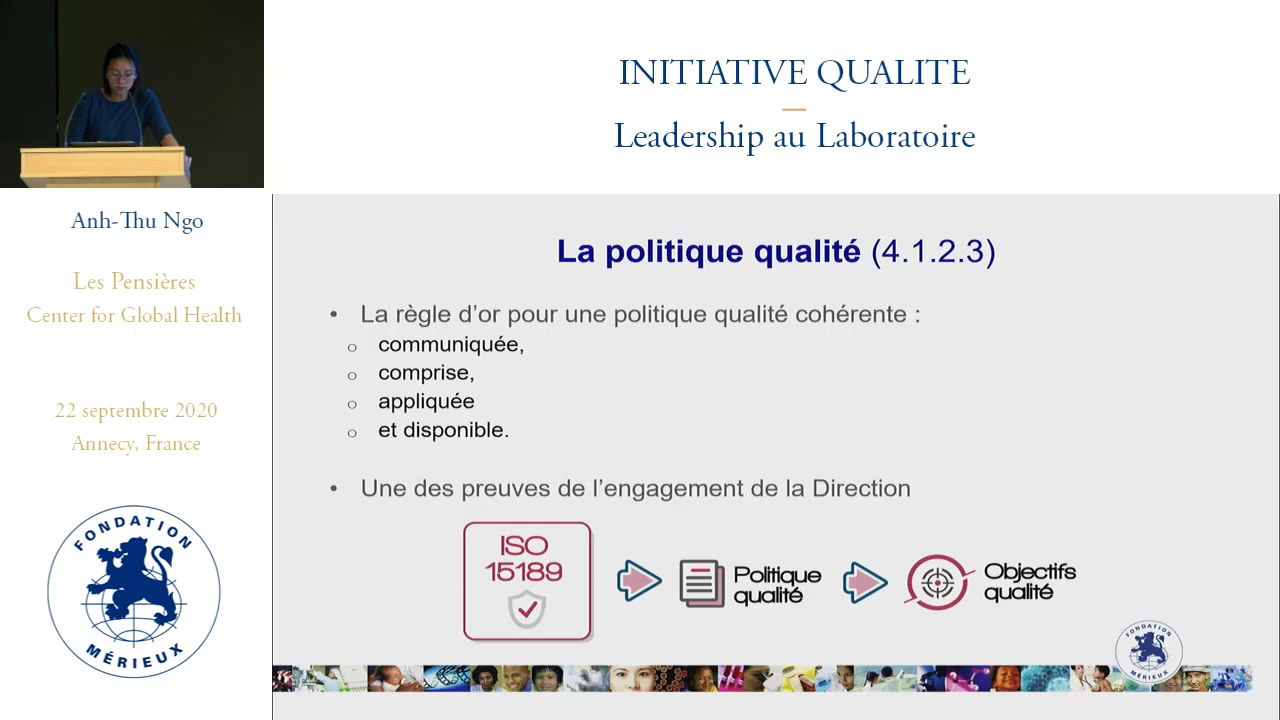 INITIATIVE QUALITE
Leadership au Laboratoire
Anh-Thu Ngo
Les Pensières
Center for Global Health
22 septembre 2020
Annecy, France
FONDATION
MÉRIEUX
La politique qualité (4.1.2.3)
• La règle d’or pour une politique qualité cohérente :
o communiquée,
o comprise,
o appliquée
o et disponible.
• Une des preuves de l’engagement de la Direction
ISO
15189
Politique
qualité
Objectifs
qualité
FONDATION
MÉRIEUX